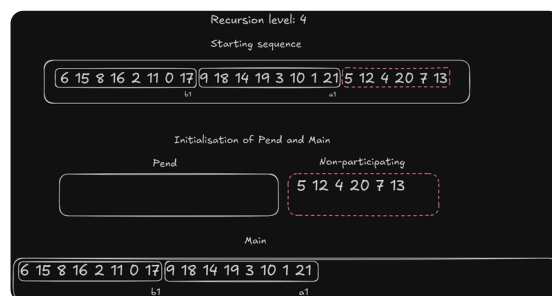 Recursion level: 4
Starting sequence
6 15 8 16 2 11 0 17 9 18 14 19 3 10 1 21 5 12 4 20 7 13
b1 a1
Initialisation of Pend and Main
Pend Non-participating
5 12 4 20 7 13
Main
6 15 8 16 2 11 0 17 9 18 14 19 3 10 1 21
b1 a1